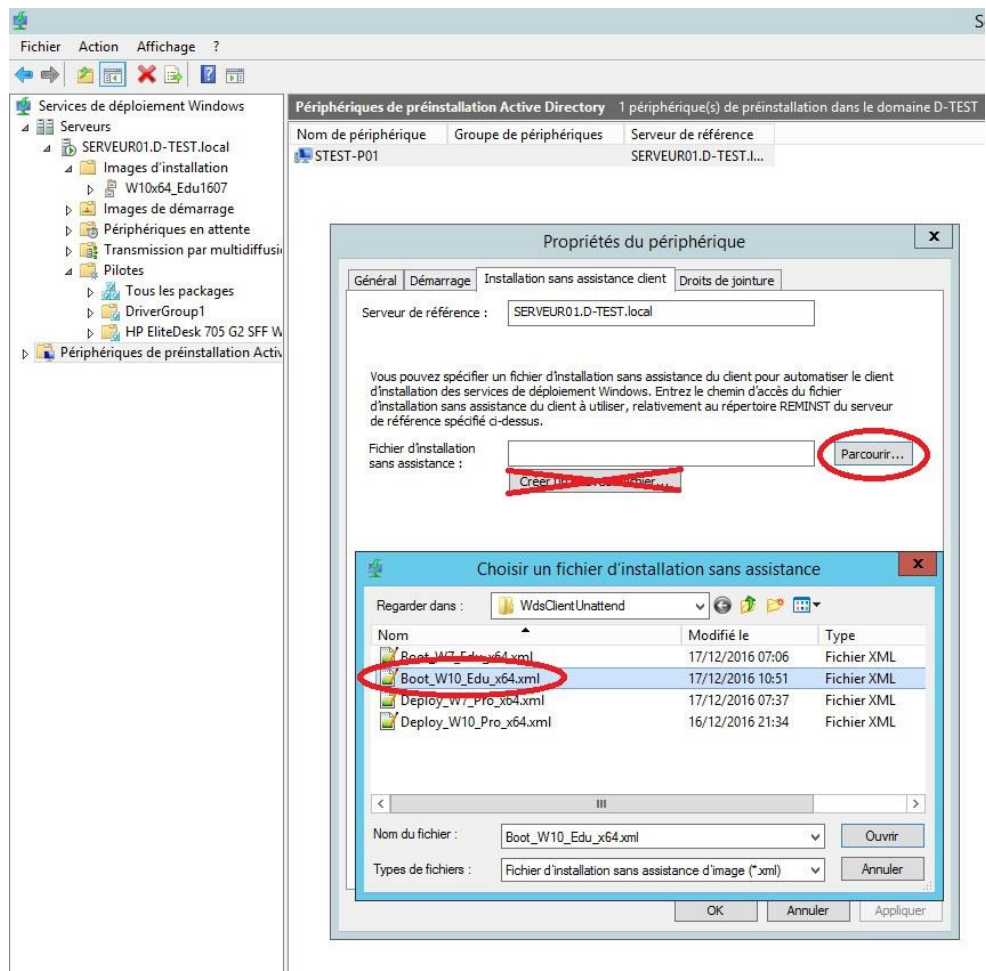 Se
Fichier Action Affichage ?
Services de déploiement Windows
Serveurs
SERVEUR01.D-TEST.local
Images d'installation
W10x64_Edu1607
Images de démarrage
Périphériques en attente
Transmission par multidiffusi
Pilotes
Tous les packages
DriverGroup1
HP EliteDesk 705 G2 SFF W
Périphériques de préinstallation Activ
Périphériques de préinstallation Active Directory 1 périphérique(s) de préinstallation dans le domaine D-TEST
Nom de périphérique Groupe de périphériques Serveur de référence
STEST-P01 SERVEUR01.D-TEST.l...
Propriétés du périphérique x
Général Démarrage Installation sans assistance client Droits de jointure
Serveur de référence : SERVEUR01.D-TEST.local
Vous pouvez spécifier un fichier d'installation sans assistance du client pour automatiser le client
d'installation des services de déploiement Windows. Entrez le chemin d'accès du fichier
d'installation sans assistance du client à utiliser, relativement au répertoire REMINST du serveur
de référence spécifié ci-dessus.
Fichier d'installation
sans assistance :
Parcourir...
Créer
Choisir un fichier d'installation sans assistance x
Regarder dans : WdsClientUnattend
Nom Modifié le Type
Boot_W7_Edu_x64.xml 17/12/2016 07:06 Fichier XML
Boot_W10_Edu_x64.xml 17/12/2016 10:51 Fichier XML
Deploy_W7_Pro_x64.xml 17/12/2016 07:37 Fichier XML
Deploy_W10_Pro_x64.xml 16/12/2016 21:34 Fichier XML
Nom du fichier : Boot_W10_Edu_x64.xml Ouvrir
Types de fichiers : Fichier d'installation sans assistance d'image (*.xml) Annuler
OK Annuler Appliquer